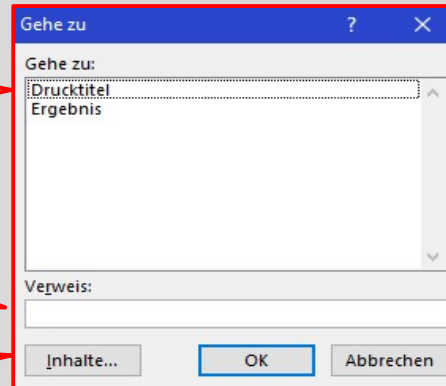 Gehe zu ?
Gehe zu:
Drucktitel
Ergebnis
Verweis:
Inhalte... OK Abbrechen